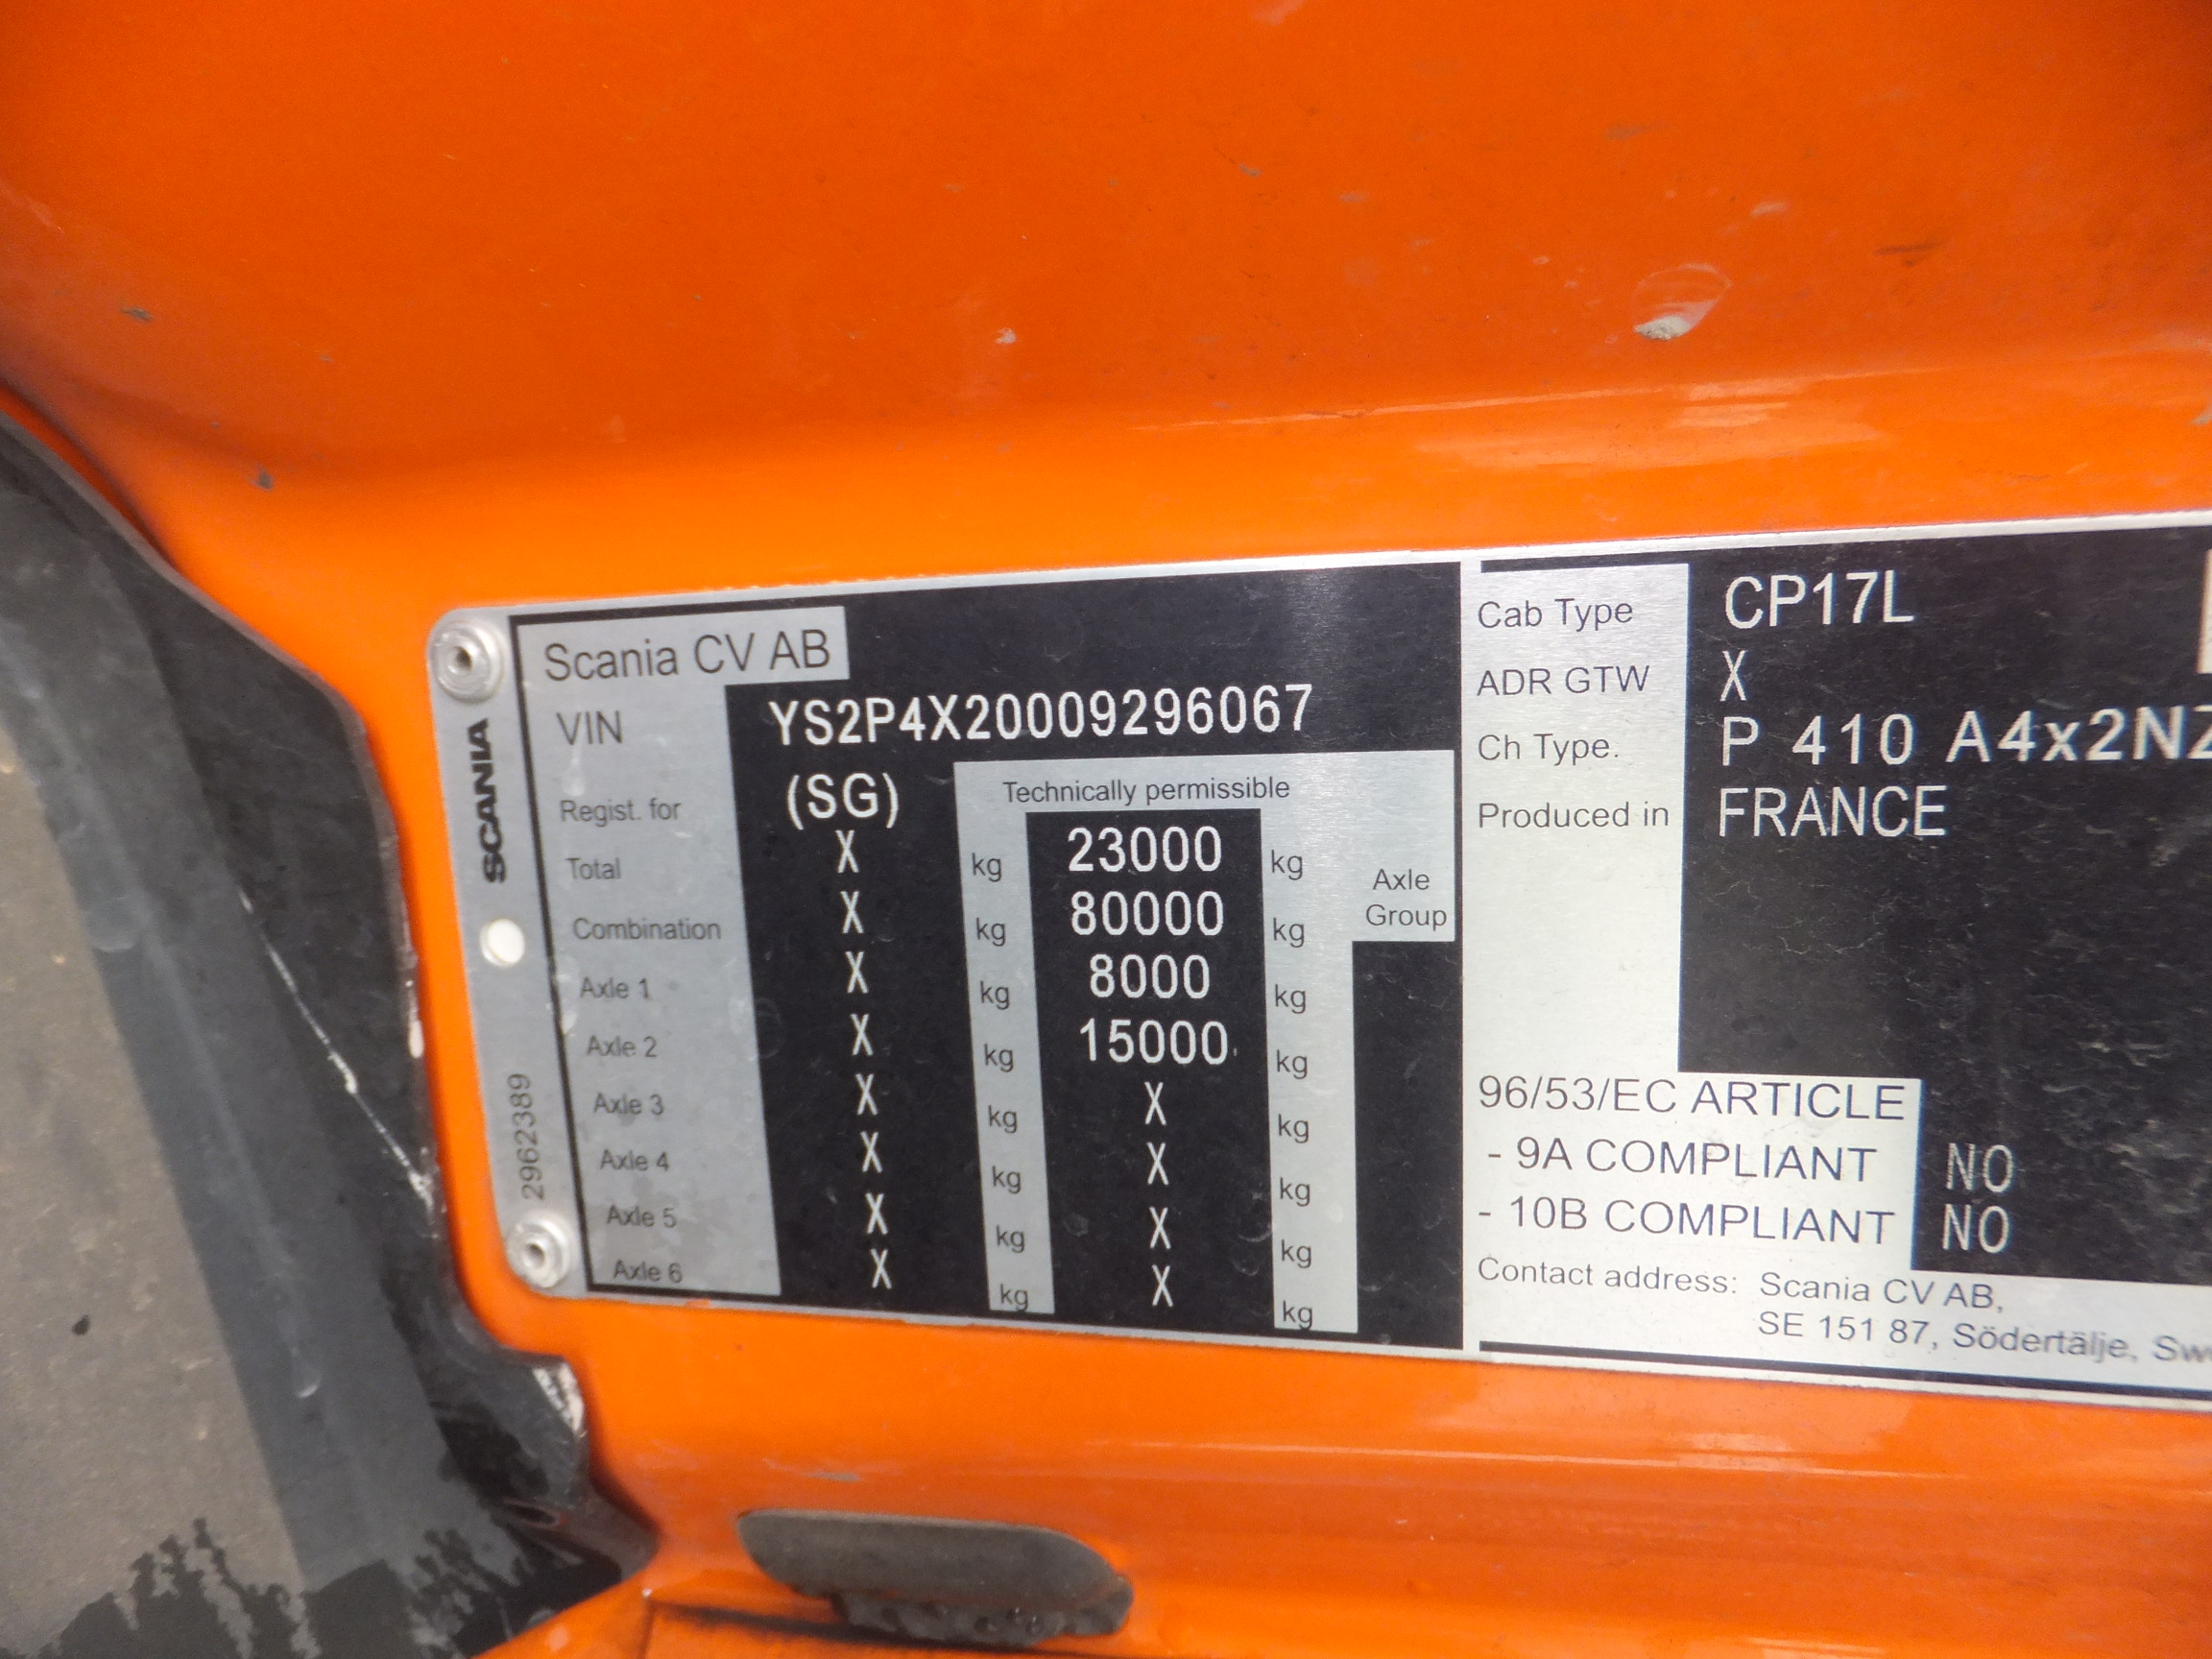 SCANIA
2962389
Scania CV AB
VIN YS2P4X20009296067
Regist. for (SG) Technically permissible
Total X kg 23000 kg Axle
Combination X kg 80000 kg Group
Axle 1 X kg 8000 kg
Axle 2 X kg 15000 kg
Axle 3 X kg X kg
Axle 4 X kg X kg
Axle 5 X kg X kg
Axle 6 X kg X kg
Cab Type CP17L
ADR GTW X
Ch Type. P 410 A4x2NZ
Produced in FRANCE
96/53/EC ARTICLE
- 9A COMPLIANT NO
- 10B COMPLIANT NO
Contact address: Scania CV AB,
SE 151 87, Södertälje,